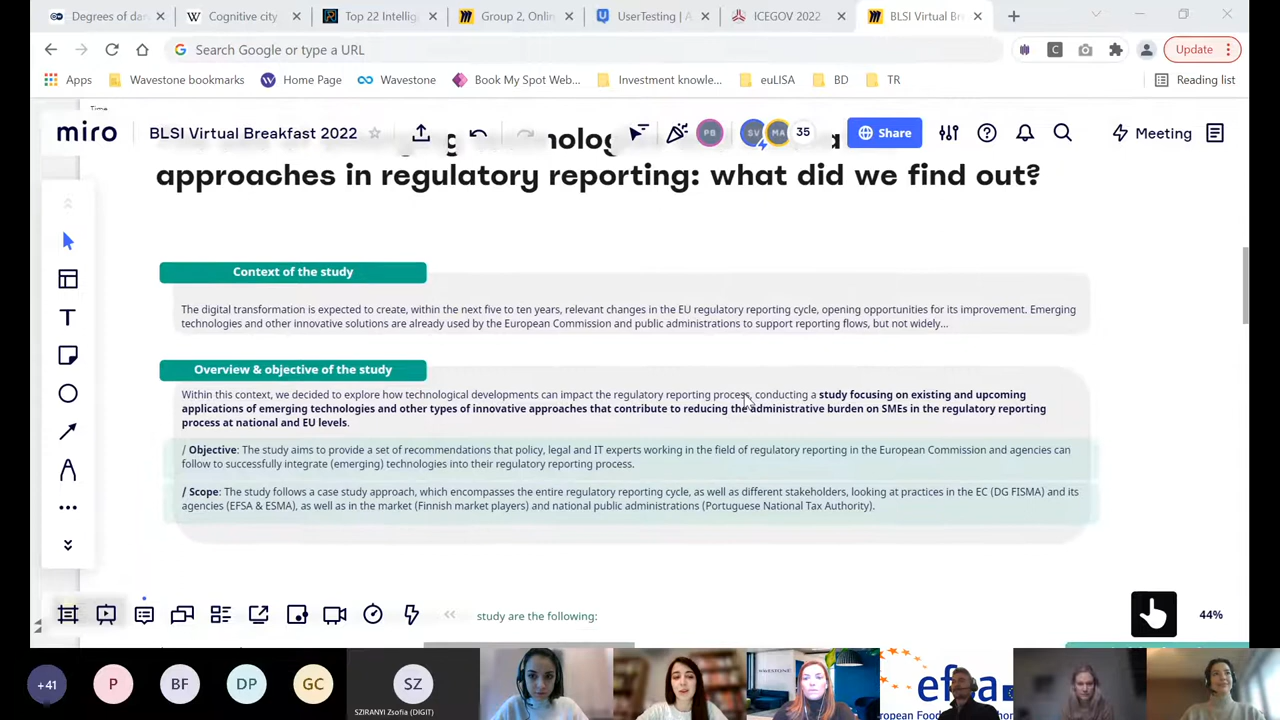 Degrees of dan
Cognitive city
Top 22 Intellig
Group 2, Onlin
UserTesting | A
ICEGOV 2022
BLSI Virtual Br
Search Google or type a URL
Update
Apps
Wavestone bookmarks
Home Page
Wavestone
Book My Spot Web...
Investment knowle...
euLISA
BD
TR
Reading list
Time
miro
BLSI Virtual Breakfast 2022
PB
SV
MA
35
Share
Meeting
approaches in regulatory reporting: what did we find out?
Context of the study
The digital transformation is expected to create, within the next five to ten years, relevant changes in the EU regulatory reporting cycle, opening opportunities for its improvement. Emerging
technologies and other innovative solutions are already used by the European Commission and public administrations to support reporting flows, but not widely...
Overview & objective of the study
Within this context, we decided to explore how technological developments can impact the regulatory reporting process, conducting a study focusing on existing and upcoming
applications of emerging technologies and other types of innovative approaches that contribute to reducing the administrative burden on SMEs in the regulatory reporting
process at national and EU levels.
/ Objective: The study aims to provide a set of recommendations that policy, legal and IT experts working in the field of regulatory reporting in the European Commission and agencies can
follow to successfully integrate (emerging) technologies into their regulatory reporting process.
/ Scope: The study follows a case study approach, which encompasses the entire regulatory reporting cycle, as well as different stakeholders, looking at practices in the EC (DG FISMA) and its
agencies (EFSA & ESMA), as well as in the market (Finnish market players) and national public administrations (Portuguese National Tax Authority).
study are the following:
44%
+41
P
BF
DP
GC
SZ
SZIRANYI Zsofia (DIGIT)
WAVESTONE
efsa